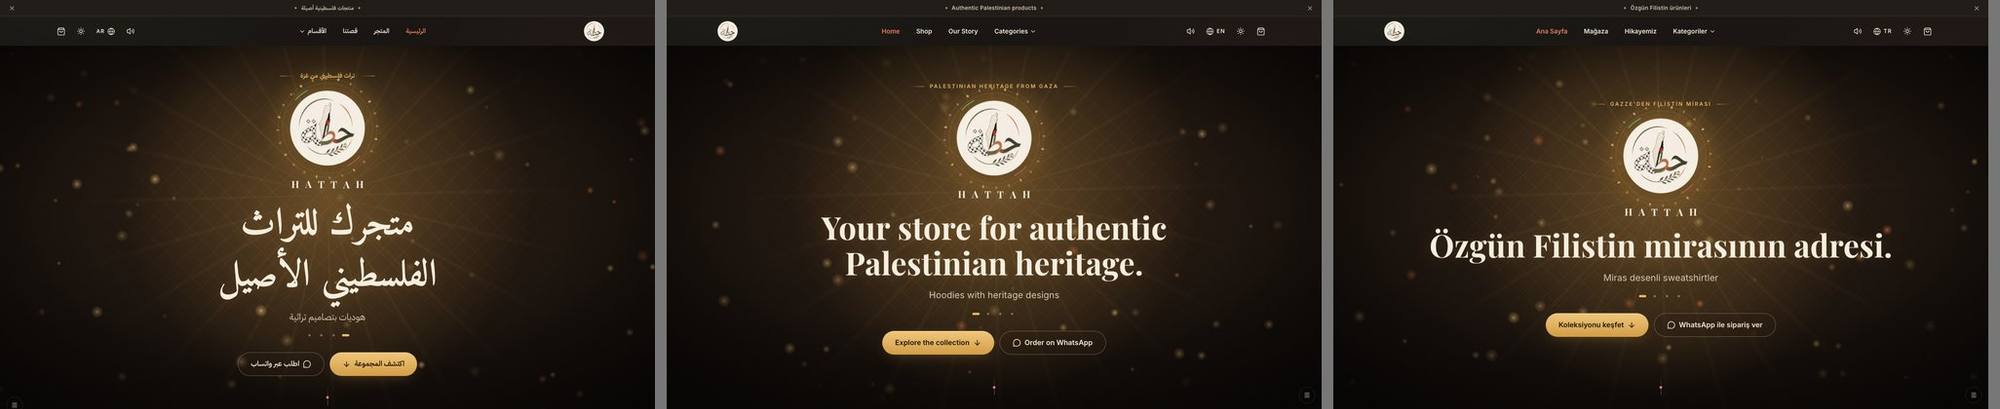 منتجات فلسطينية أصيلة
الرئيسية
المتجر
قصتنا
الأقسام
AR
تراث فلسطيني من غزة
حطة
HATTAH
متجرك للتراث
الفلسطيني الأصيل
هوديات بتصاميم تراثية
اكتشف المجموعة
اطلب عبر واتساب
Authentic Palestinian products
Home
Shop
Our Story
Categories
EN
PALESTINIAN HERITAGE FROM GAZA
حطة
HATTAH
Your store for authentic
Palestinian heritage.
Hoodies with heritage designs
Explore the collection
Order on WhatsApp
Özgün Filistin ürünleri
Ana Sayfa
Mağaza
Hikayemiz
Kategoriler
TR
GAZZE'DEN FİLİSTİN MİRASI
حطة
HATTAH
Özgün Filistin mirasının adresi.
Miras desenli sweatshirtler
Koleksiyonu keşfet
WhatsApp ile sipariş ver